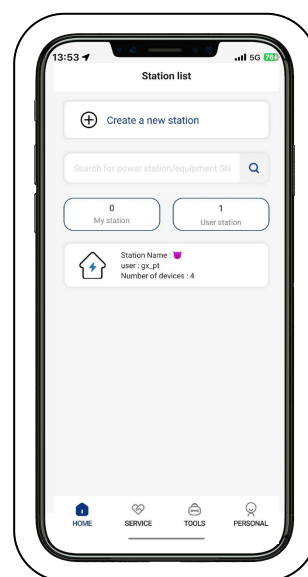 13:53
5G 76
Station list
Create a new station
Search for power station/equipment SN
0
My station
1
User station
Station Name : 😈
user : gx_pt
Number of devices : 4
HOME SERVICE TOOLS PERSONAL